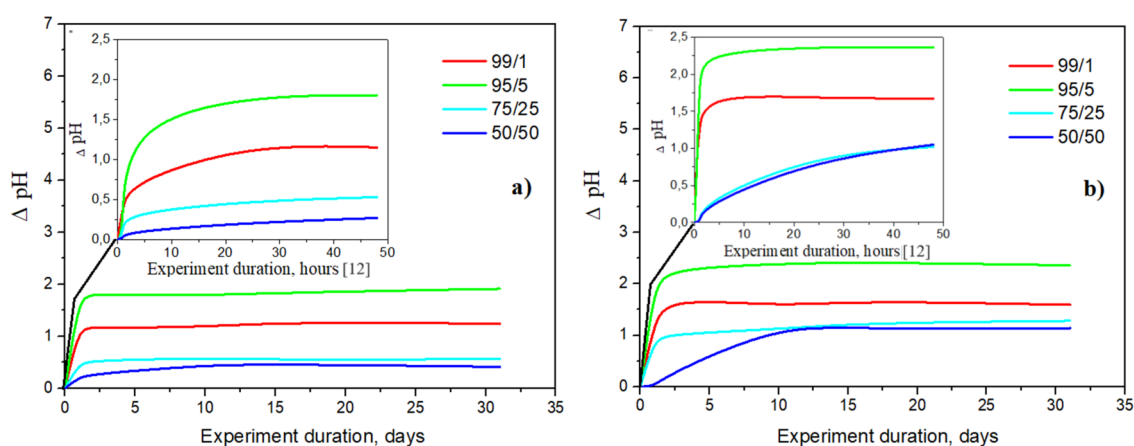 a)
Δ pH
7
6
5
4
3
2
1
0
0 5 10 15 20 25 30 35
Experiment duration, days
Δ pH
2,5
2,0
1,5
1,0
0,5
0,0
0 10 20 30 40 50
Experiment duration, hours [12]
99/1
95/5
75/25
50/50
b)
Δ pH
7
6
5
4
3
2
1
0
0 5 10 15 20 25 30 35
Experiment duration, days
Δ pH
2,5
2,0
1,5
1,0
0,5
0,0
0 10 20 30 40 50
Experiment duration, hours [12]
99/1
95/5
75/25
50/50